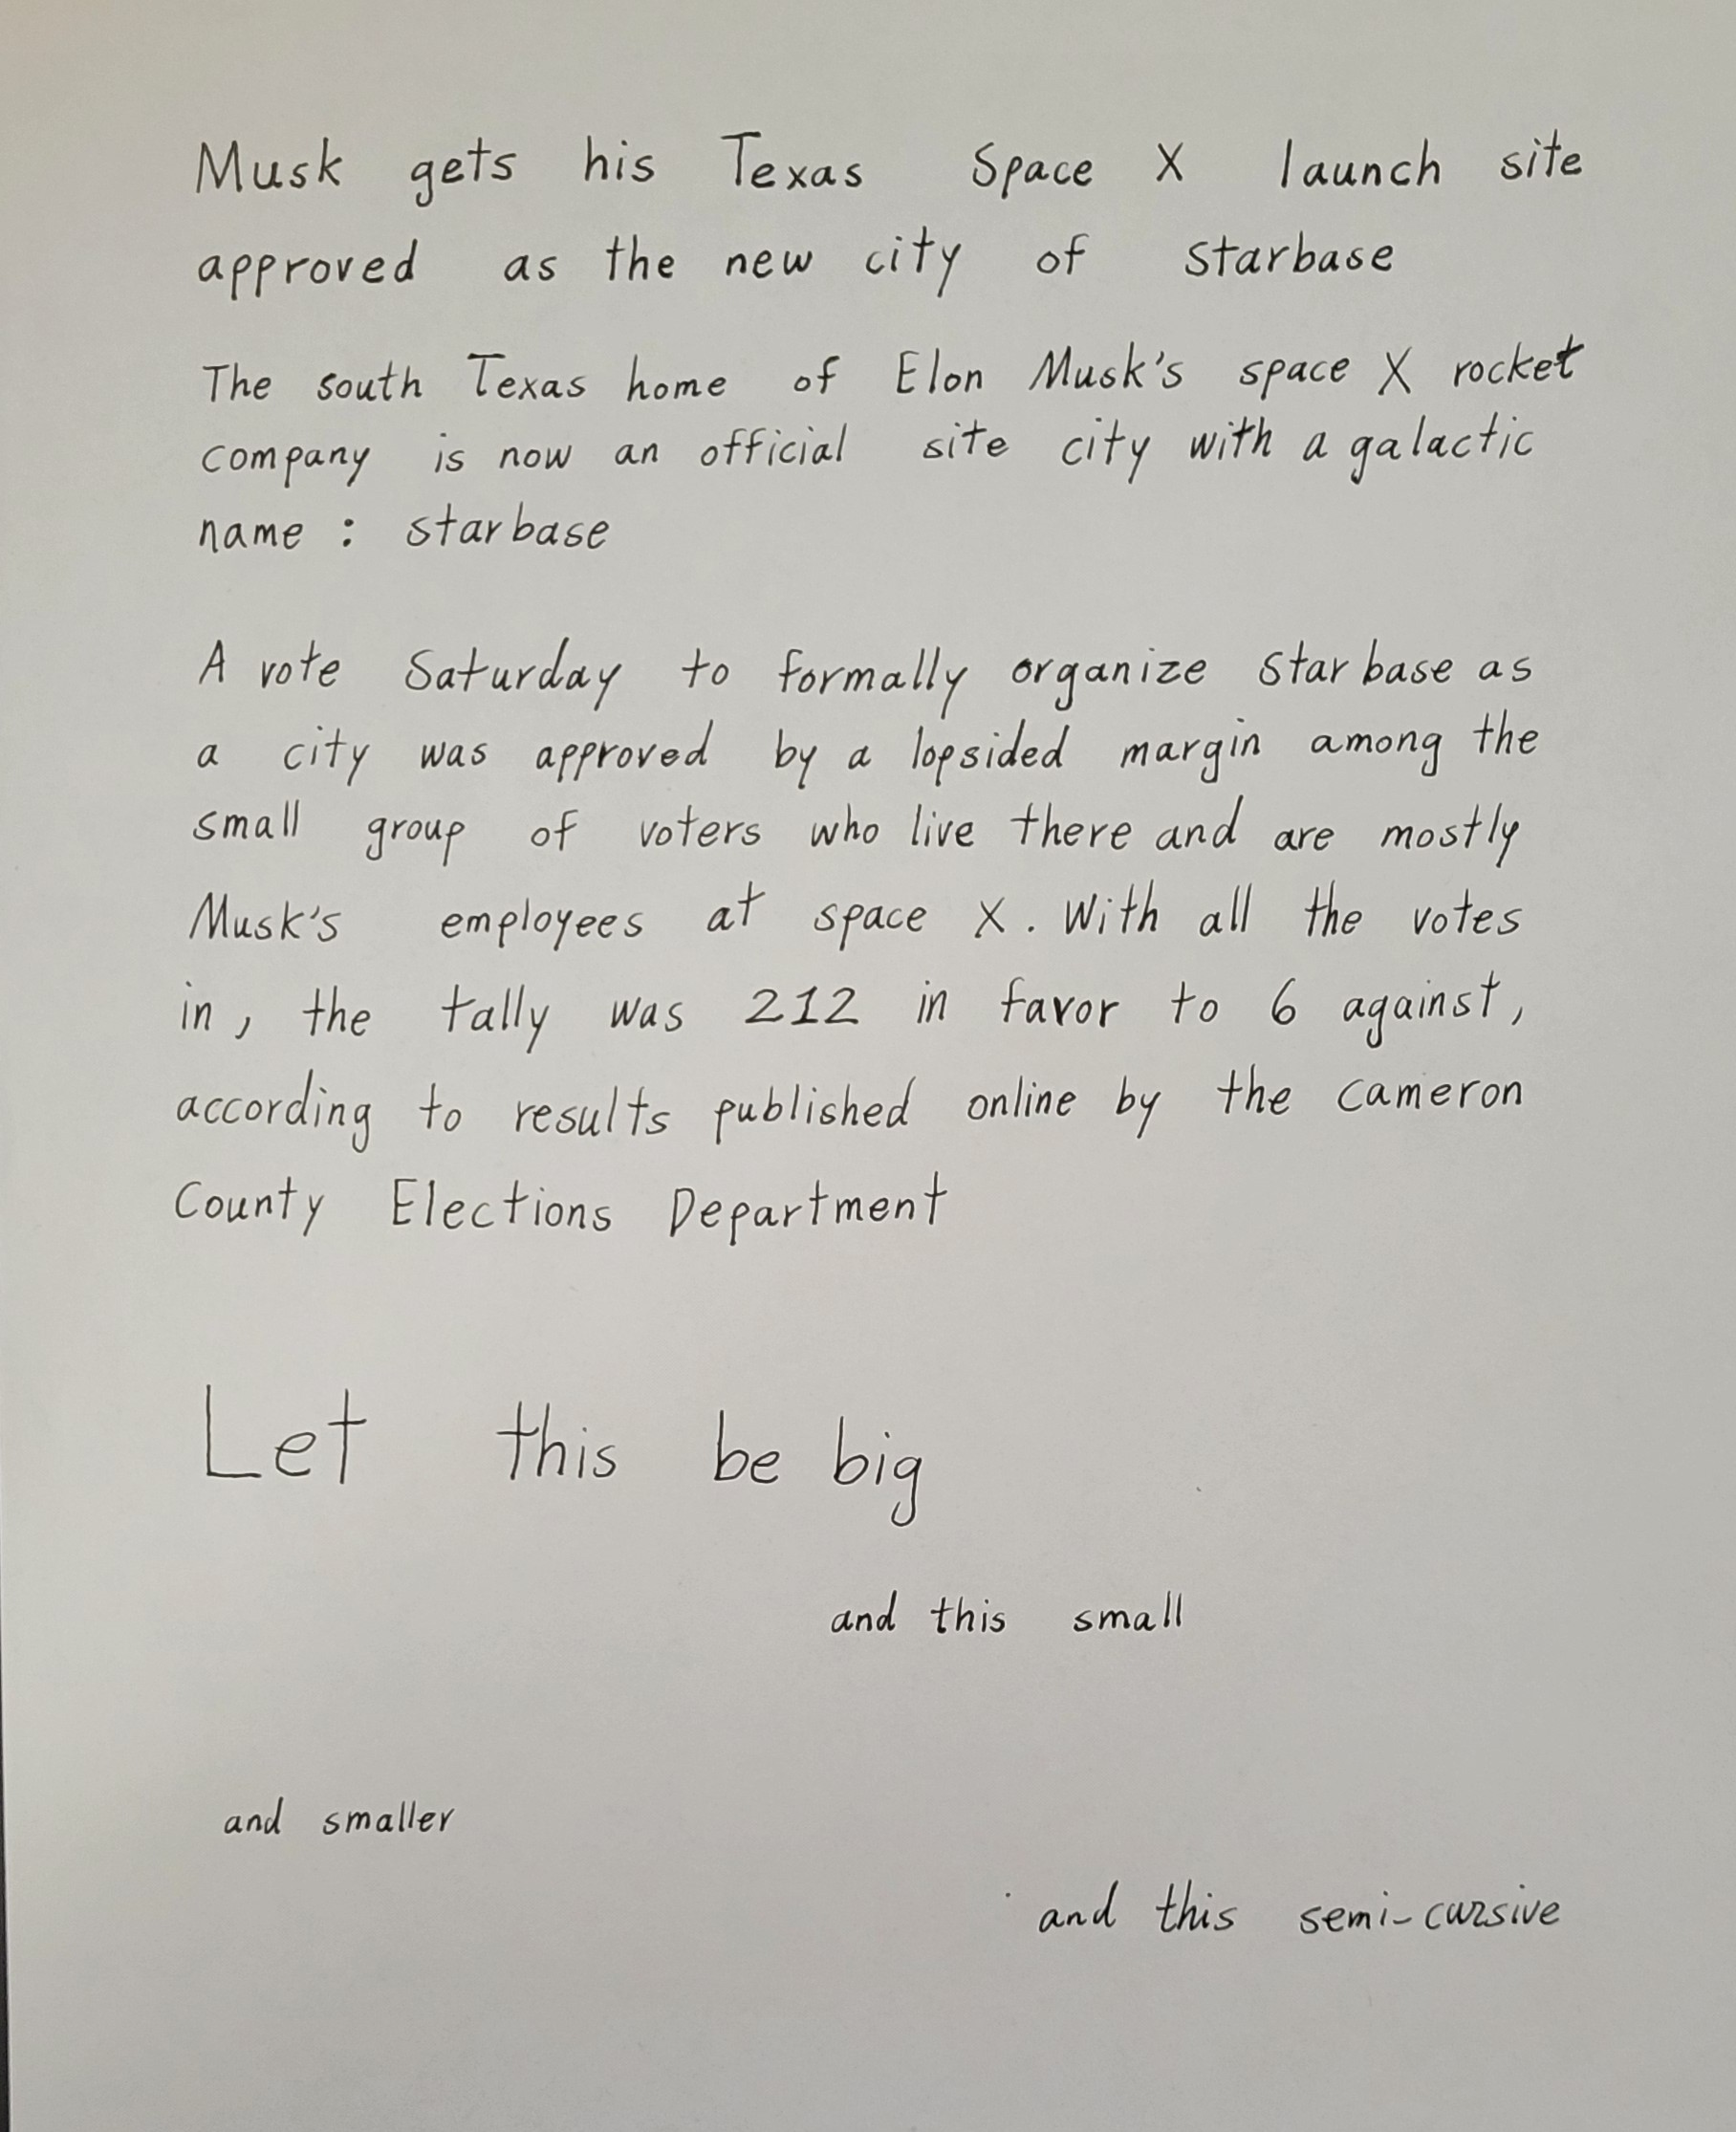 Musk gets his Texas Space X launch site
approved as the new city of starbase
The south Texas home of Elon Musk's space X rocket
company is now an official site city with a galactic
name : starbase
A vote Saturday to formally organize starbase as
a city was approved by a lopsided margin among the
small group of voters who live there and are mostly
Musk's employees at space X. With all the votes
in, the tally was 212 in favor to 6 against,
according to results published online by the cameron
County Elections Department
Let this be big
and this small
and smaller
and this semi-cursive